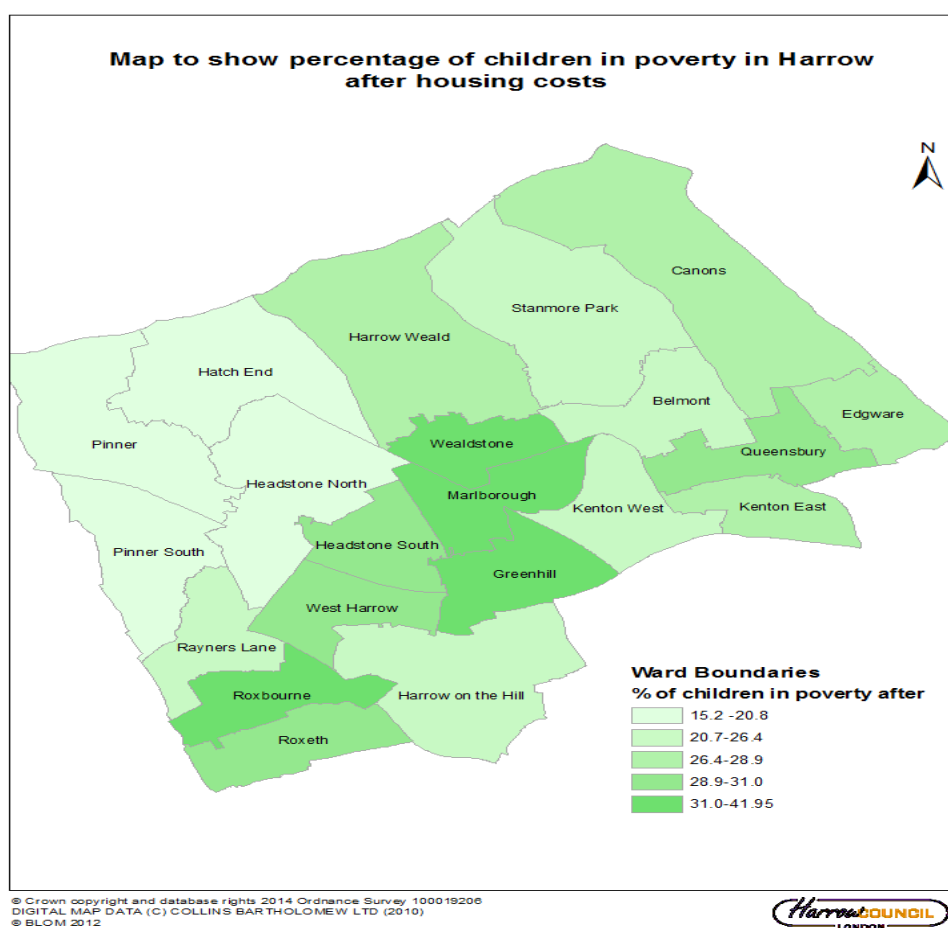 Map to show percentage of children in poverty in Harrow
after housing costs
N
Canons
Stanmore Park
Harrow Weald
Hatch End
Belmont
Edgware
Pinner
Wealdstone
Queensbury
Headstone North
Marlborough
Kenton West
Kenton East
Pinner South
Headstone South
Greenhill
West Harrow
Rayners Lane
Roxbourne
Harrow on the Hill
Roxeth
Ward Boundaries
% of children in poverty after
15.2 -20.8
20.7-26.4
26.4-28.9
28.9-31.0
31.0-41.95
© Crown copyright and database rights 2014 Ordnance Survey 100019206
DIGITAL MAP DATA (C) COLLINS BARTHOLOMEW LTD (2010)
© BLOM 2012
Harrow COUNCIL
LONDON